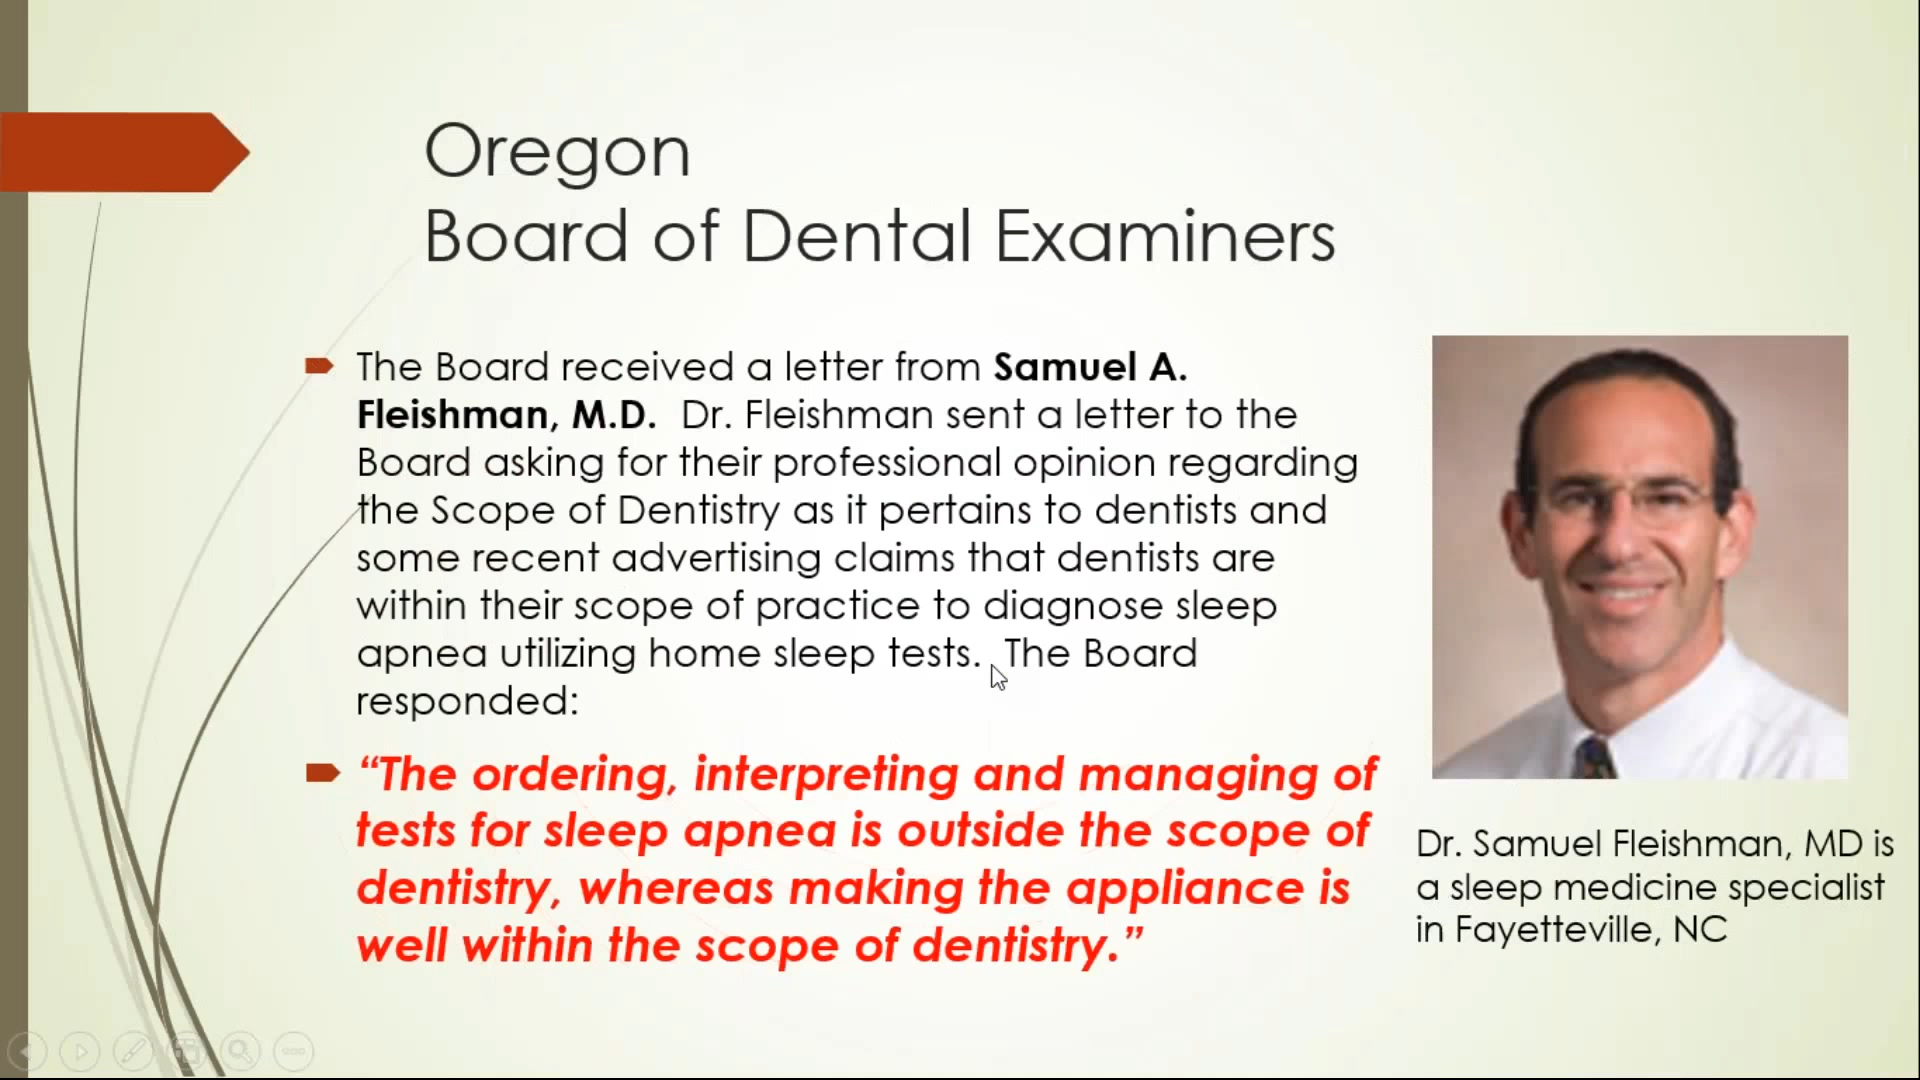 Oregon
Board of Dental Examiners
The Board received a letter from Samuel A.
Fleishman, M.D. Dr. Fleishman sent a letter to the
Board asking for their professional opinion regarding
the Scope of Dentistry as it pertains to dentists and
some recent advertising claims that dentists are
within their scope of practice to diagnose sleep
apnea utilizing home sleep tests. The Board
responded:
“The ordering, interpreting and managing of
tests for sleep apnea is outside the scope of
dentistry, whereas making the appliance is
well within the scope of dentistry.”
Dr. Samuel Fleishman, MD is
a sleep medicine specialist
in Fayetteville, NC